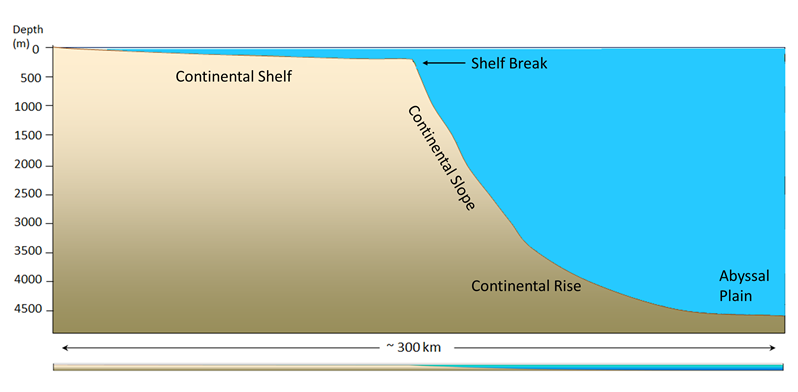 Depth
(m) 0
Continental Shelf
Shelf Break
500
1000
Continental Slope
1500
2000
2500
3000
3500
4000
Continental Rise
Abyssal
Plain
4500
~ 300 km